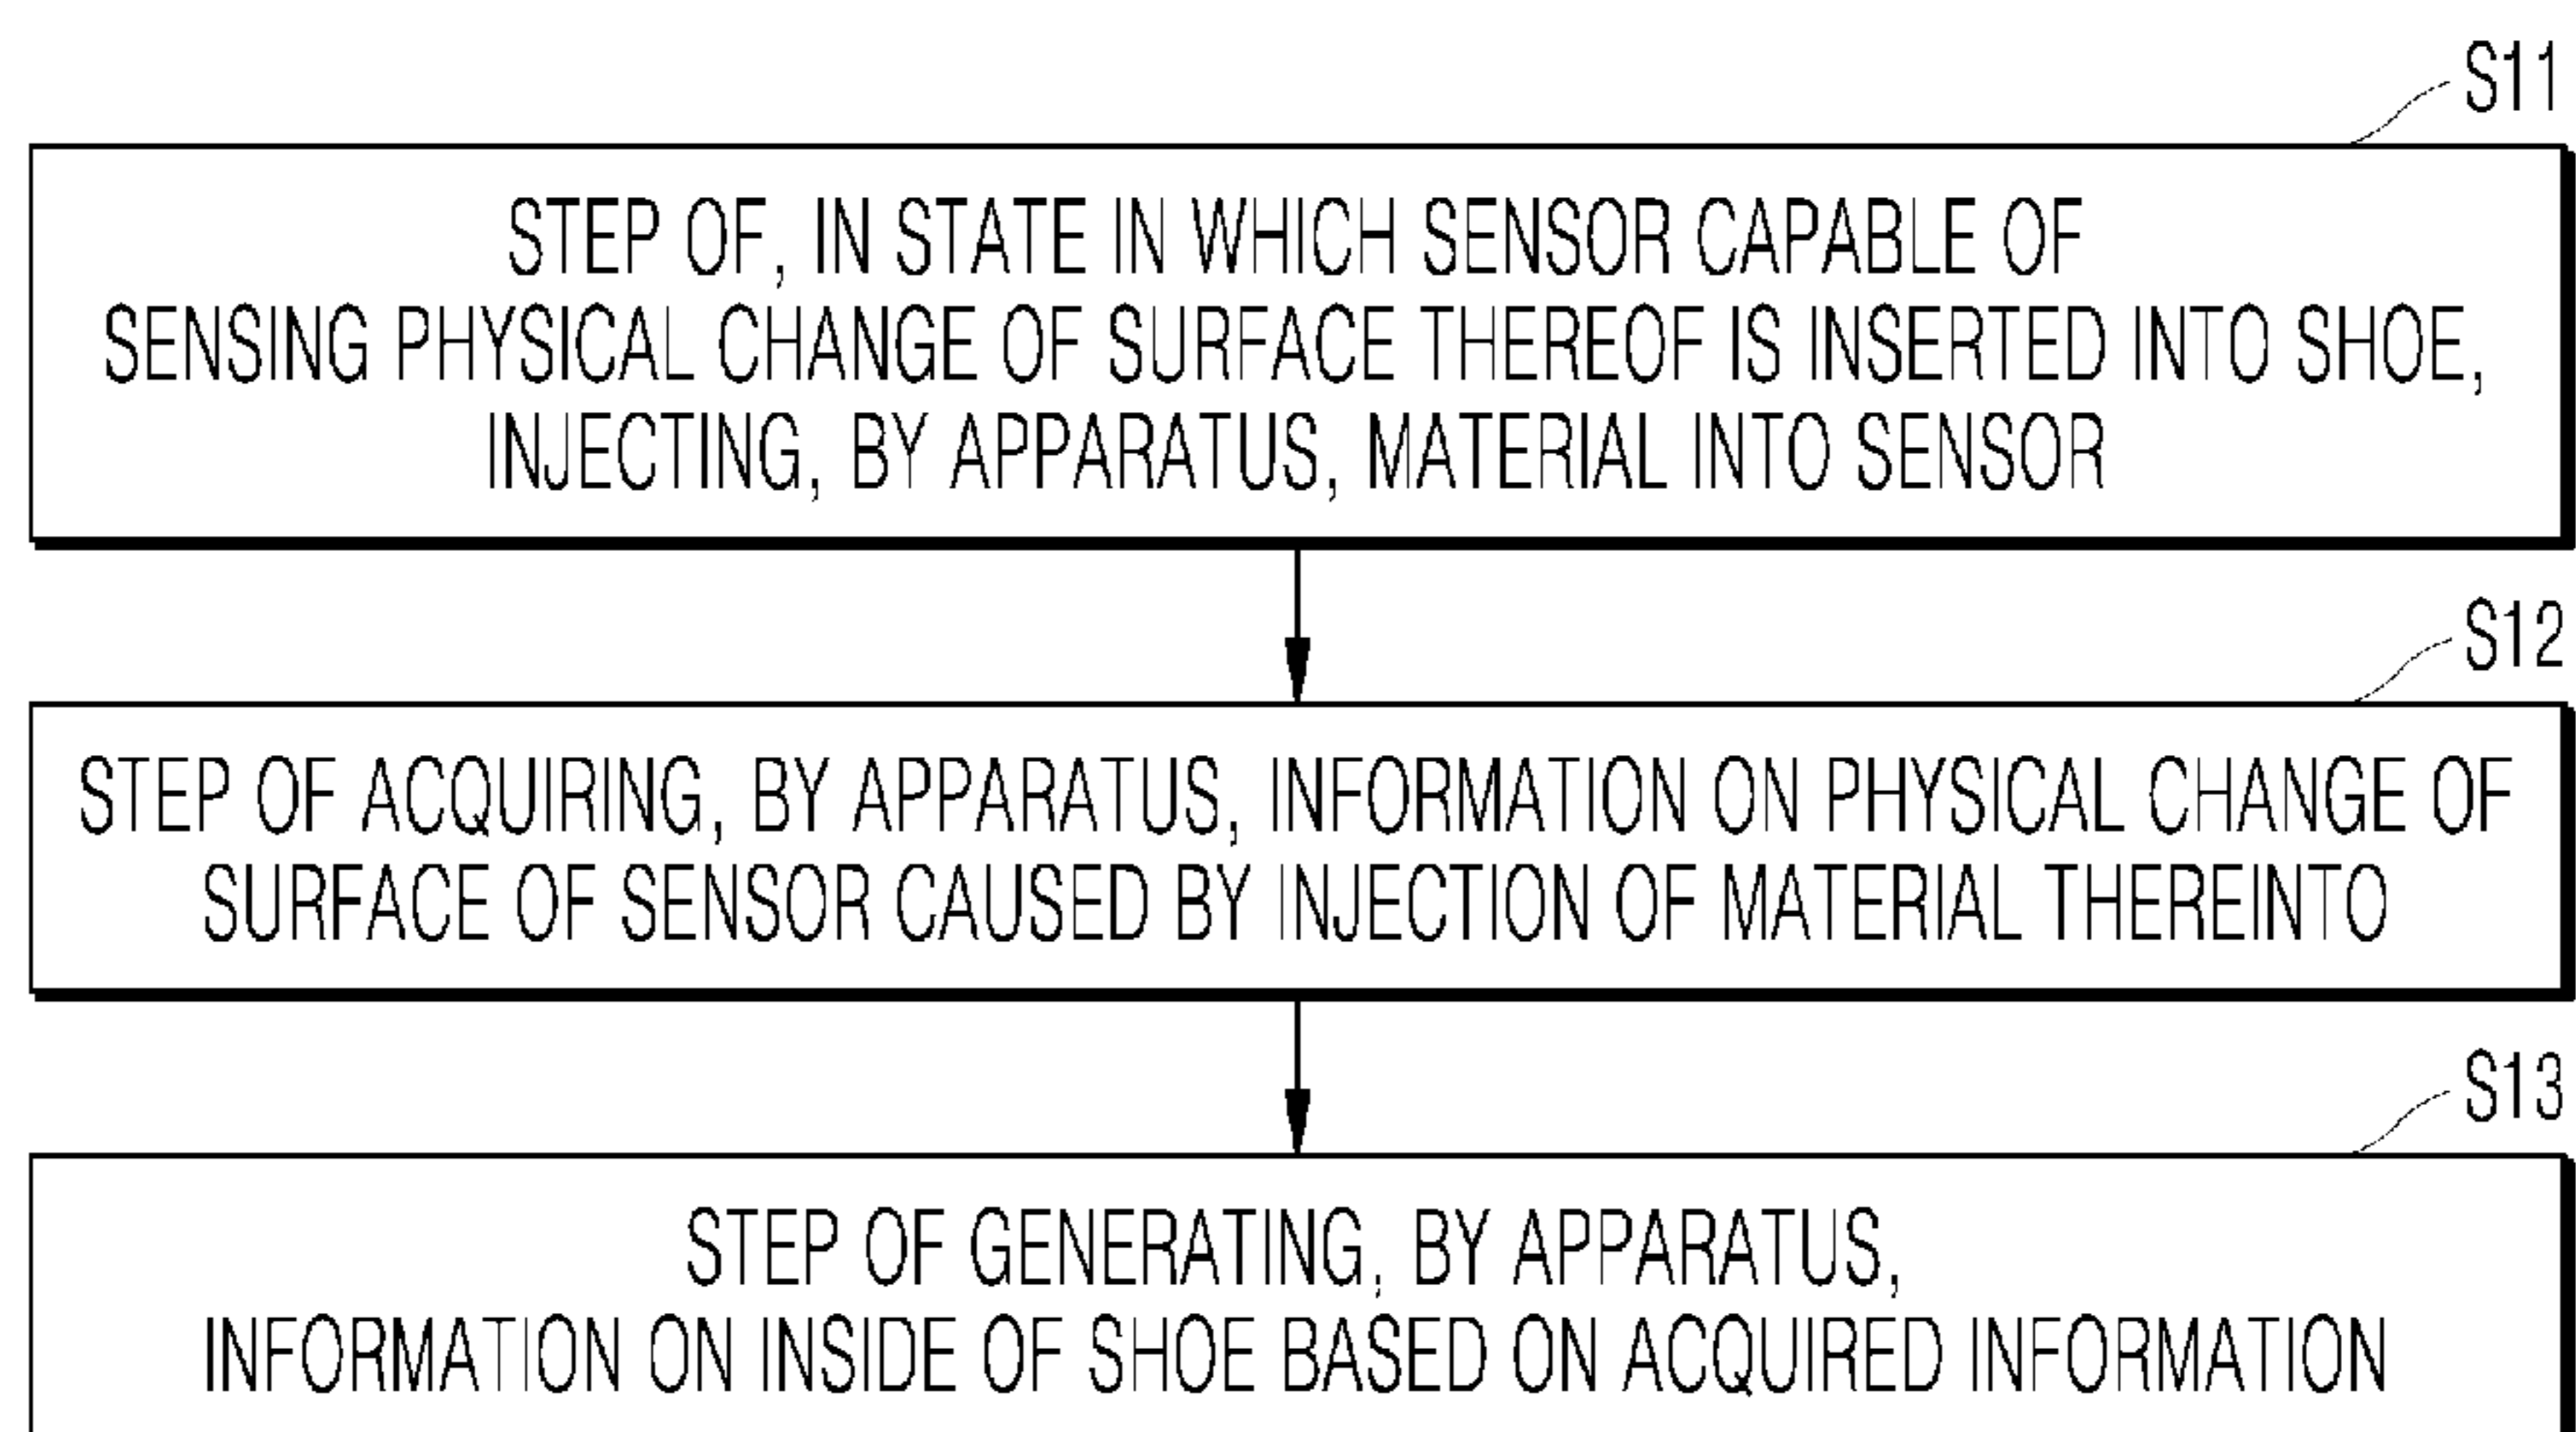 S11
STEP OF, IN STATE IN WHICH SENSOR CAPABLE OF
SENSING PHYSICAL CHANGE OF SURFACE THEREOF IS INSERTED INTO SHOE,
INJECTING, BY APPARATUS, MATERIAL INTO SENSOR
S12
STEP OF ACQUIRING, BY APPARATUS, INFORMATION ON PHYSICAL CHANGE OF
SURFACE OF SENSOR CAUSED BY INJECTION OF MATERIAL THEREINTO
S13
STEP OF GENERATING, BY APPARATUS,
INFORMATION ON INSIDE OF SHOE BASED ON ACQUIRED INFORMATION